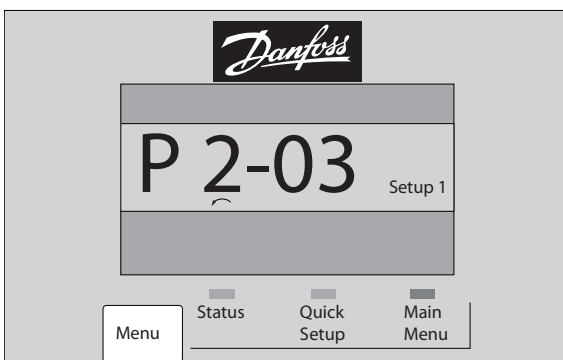 Danfoss
P 2-03
Setup 1
Status
Quick Setup
Main Menu
Menu